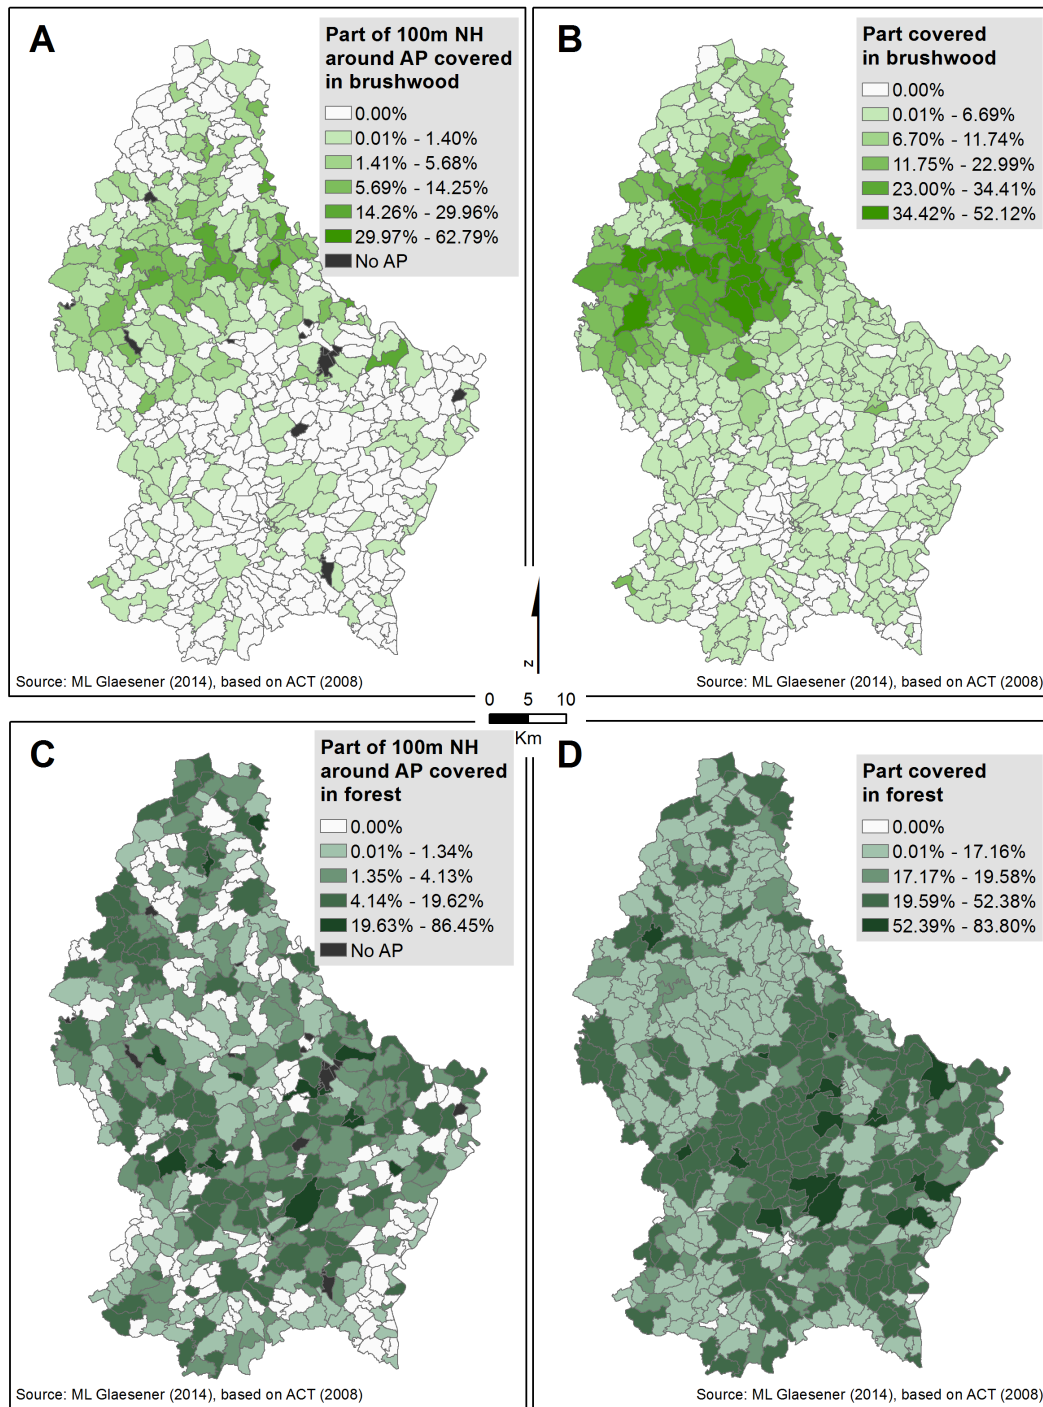 A
Part of 100m NH
around AP covered
in brushwood
0.00%
0.01% - 1.40%
1.41% - 5.68%
5.69% - 14.25%
14.26% - 29.96%
29.97% - 62.79%
No AP
Source: ML Glaesener (2014), based on ACT (2008)
B
Part covered
in brushwood
0.00%
0.01% - 6.69%
6.70% - 11.74%
11.75% - 22.99%
23.00% - 34.41%
34.42% - 52.12%
Source: ML Glaesener (2014), based on ACT (2008)
z
0 5 10
Km
C
Part of 100m NH
around AP covered
in forest
0.00%
0.01% - 1.34%
1.35% - 4.13%
4.14% - 19.62%
19.63% - 86.45%
No AP
Source: ML Glaesener (2014), based on ACT (2008)
D
Part covered
in forest
0.00%
0.01% - 17.16%
17.17% - 19.58%
19.59% - 52.38%
52.39% - 83.80%
Source: ML Glaesener (2014), based on ACT (2008)